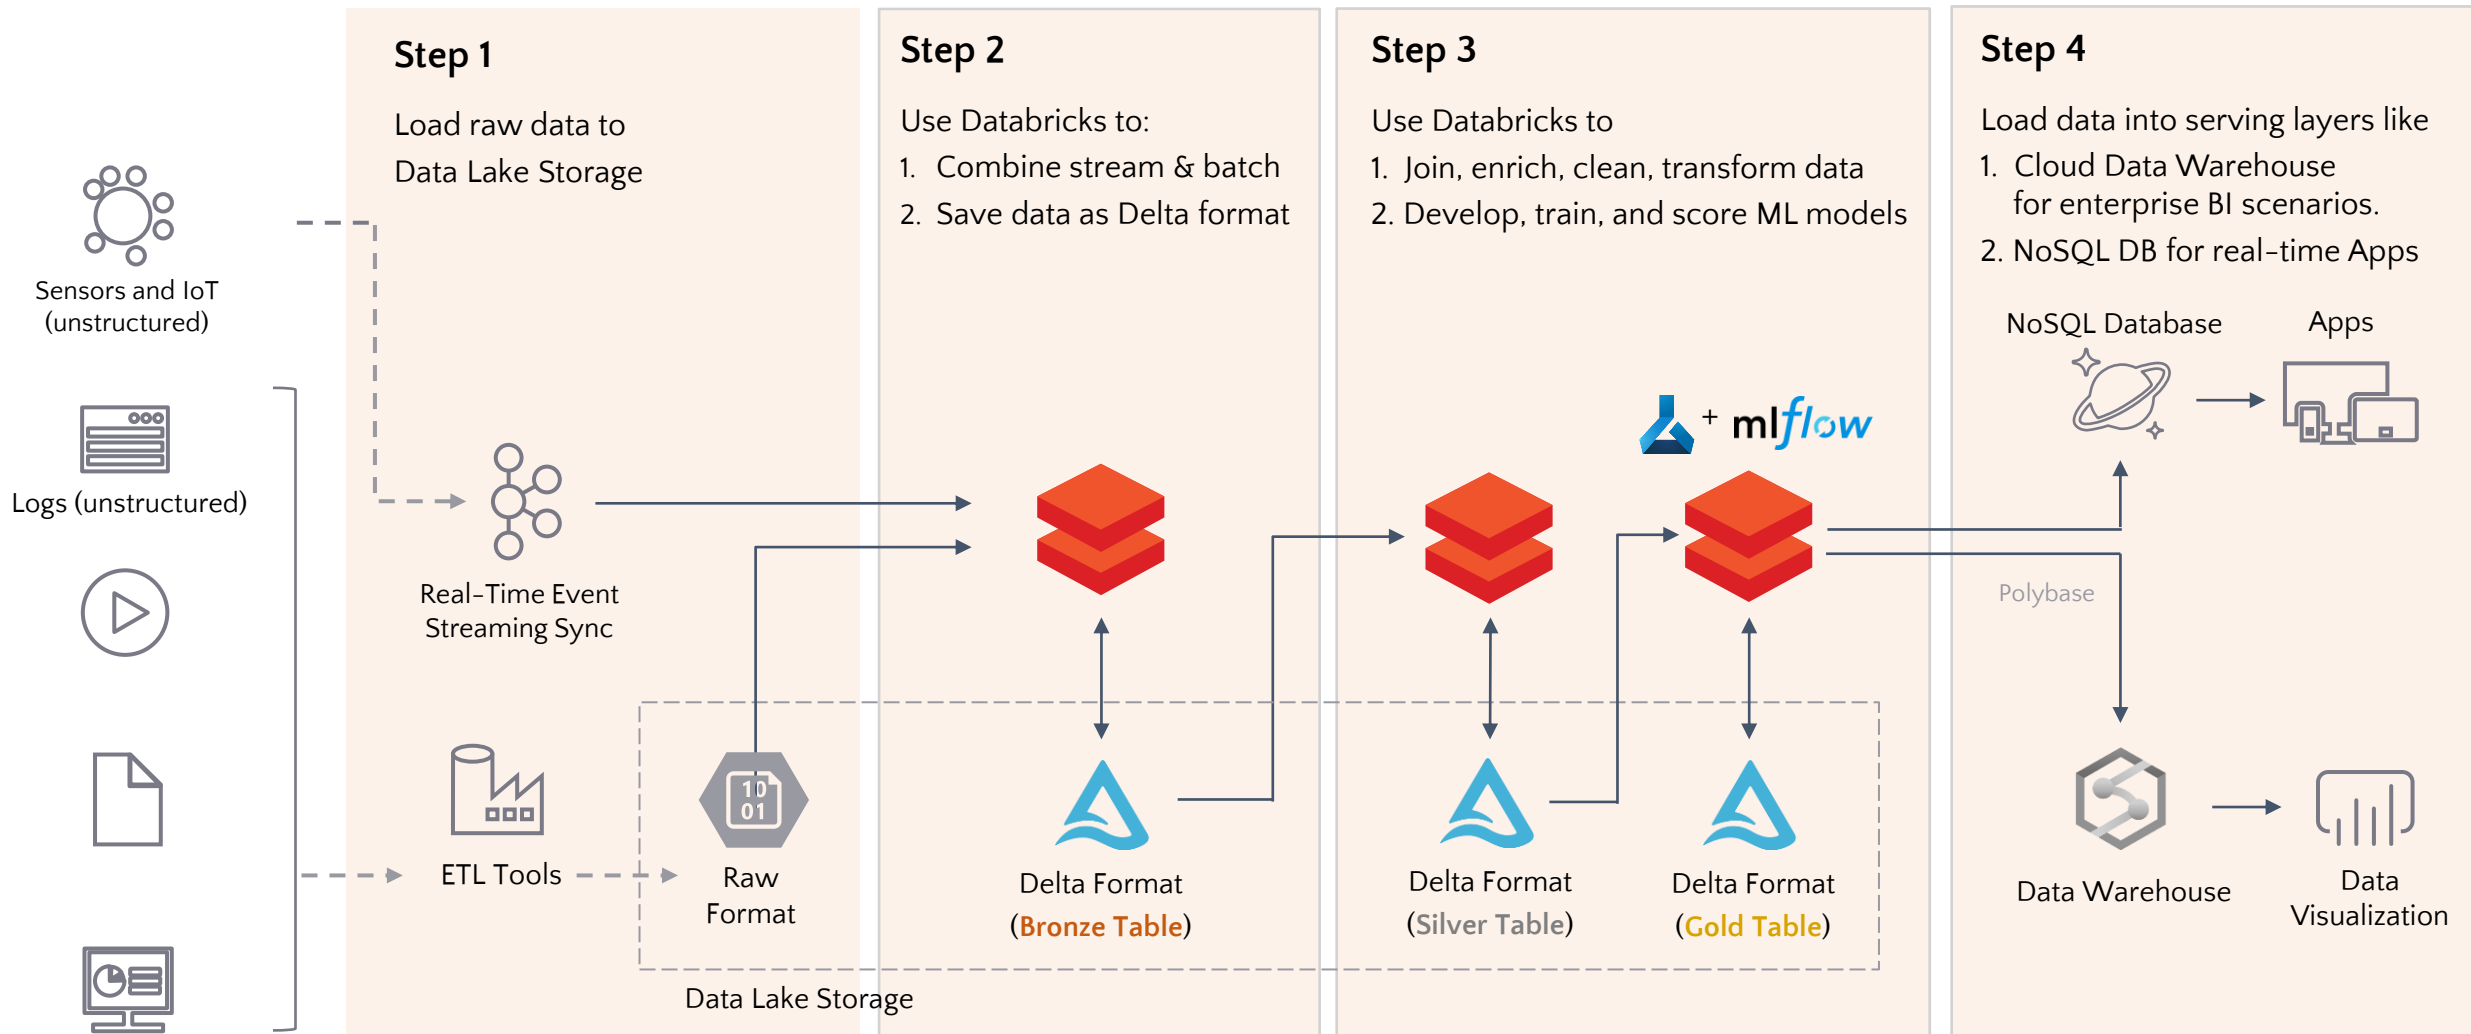 Step 1
Load raw data to
Data Lake Storage
Step 2
Use Databricks to:
1. Combine stream & batch
2. Save data as Delta format
Step 3
Use Databricks to
1. Join, enrich, clean, transform data
2. Develop, train, and score ML models
Step 4
Load data into serving layers like
1. Cloud Data Warehouse
for enterprise BI scenarios.
2. NoSQL DB for real-time Apps
Sensors and IoT
(unstructured)
Logs (unstructured)
Real-Time Event
Streaming Sync
ETL Tools
10
01
Raw
Format
Data Lake Storage
Delta Format
(Bronze Table)
Delta Format
(Silver Table)
+ mlflow
Delta Format
(Gold Table)
NoSQL Database
Apps
Polybase
Data Warehouse
Data
Visualization